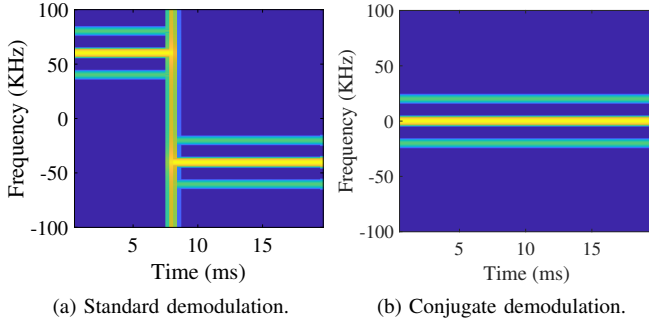 100
50
0
-50
-100
Frequency (KHz)
5 10 15
Time (ms)
(a) Standard demodulation.
100
50
0
-50
-100
Frequency (KHz)
5 10 15
Time (ms)
(b) Conjugate demodulation.